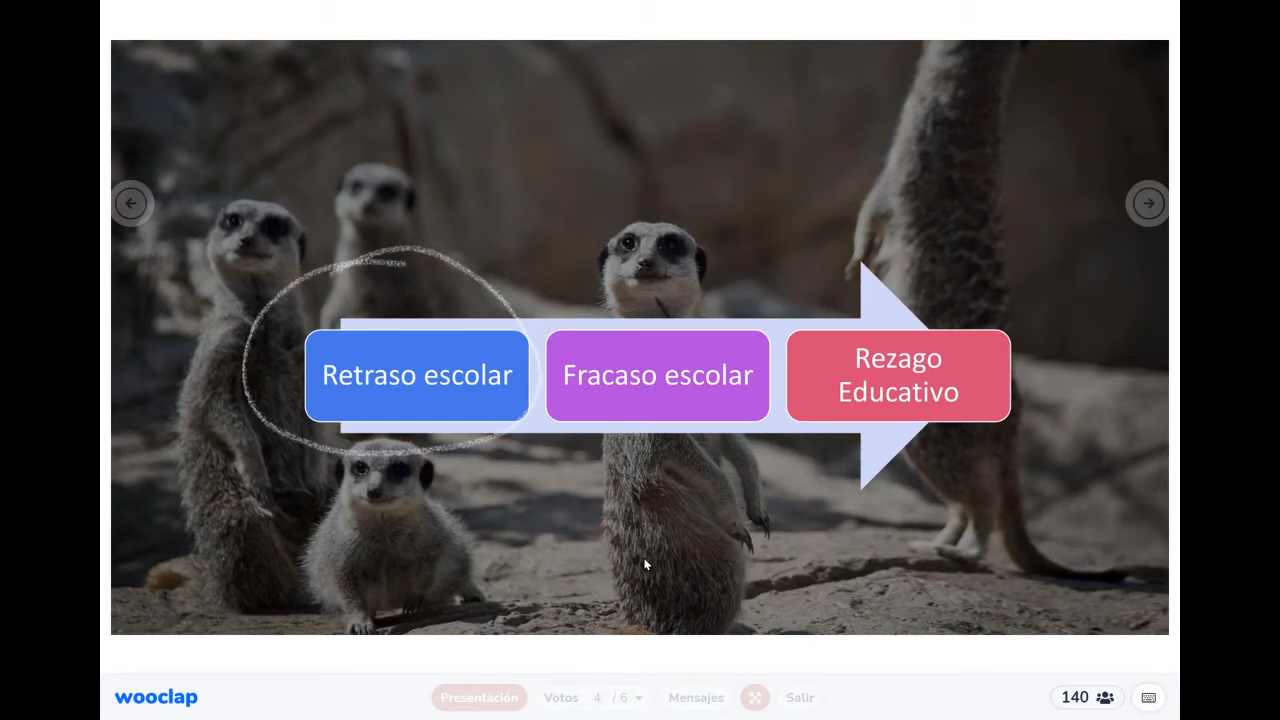 Retraso escolar
Fracaso escolar
Rezago
Educativo
wooclap
Presentación
Votos
4 / 6
Mensajes
Salir
140